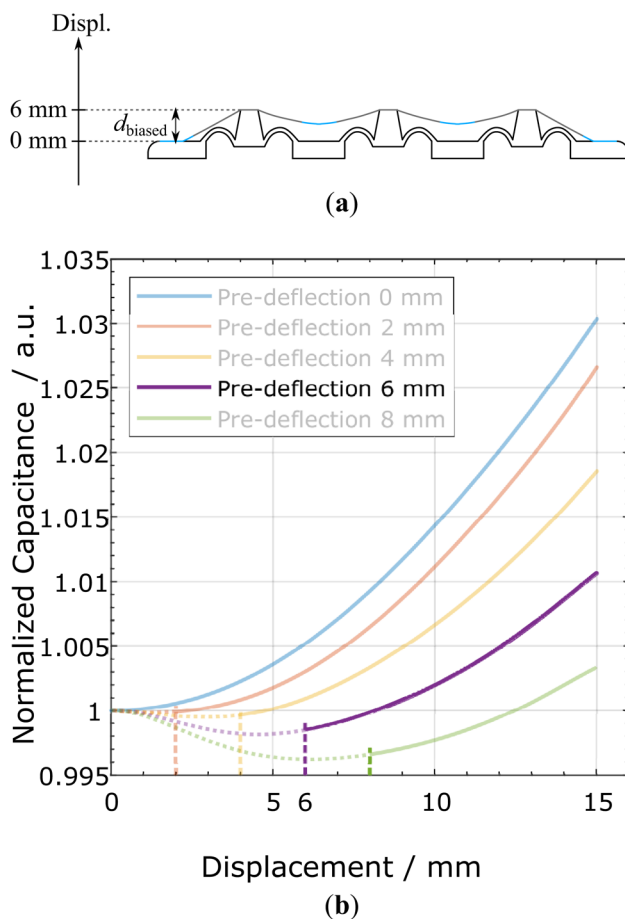 Displ.
6 mm
d_biased
0 mm
(a)
1.035
1.03
1.025
1.02
1.015
1.01
1.005
1
0.995
Normalized Capacitance / a.u.
Pre-deflection 0 mm
Pre-deflection 2 mm
Pre-deflection 4 mm
Pre-deflection 6 mm
Pre-deflection 8 mm
0 5 6 10 15
Displacement / mm
(b)